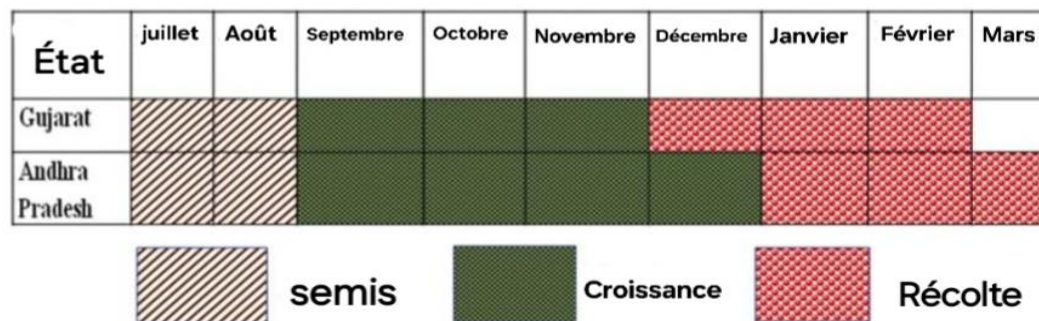 État juillet Août Septembre Octobre Novembre Décembre Janvier Février Mars
Gujarat
Andhra
Pradesh
semis Croissance Récolte